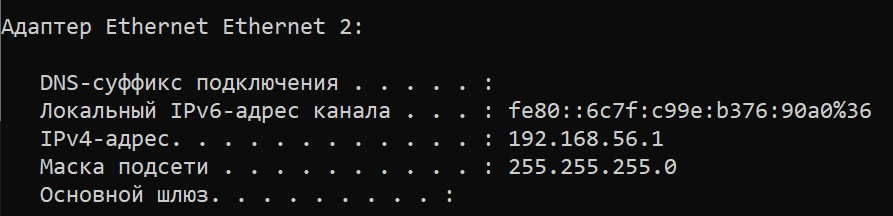 Адаптер Ethernet Ethernet 2:
DNS-суффикс подключения . . . . . :
Локальный IPv6-адрес канала . . . : fe80::6c7f:c99e:b376:90a0%36
IPv4-адрес. . . . . . . . . . . . : 192.168.56.1
Маска подсети . . . . . . . . . . : 255.255.255.0
Основной шлюз. . . . . . . . . :